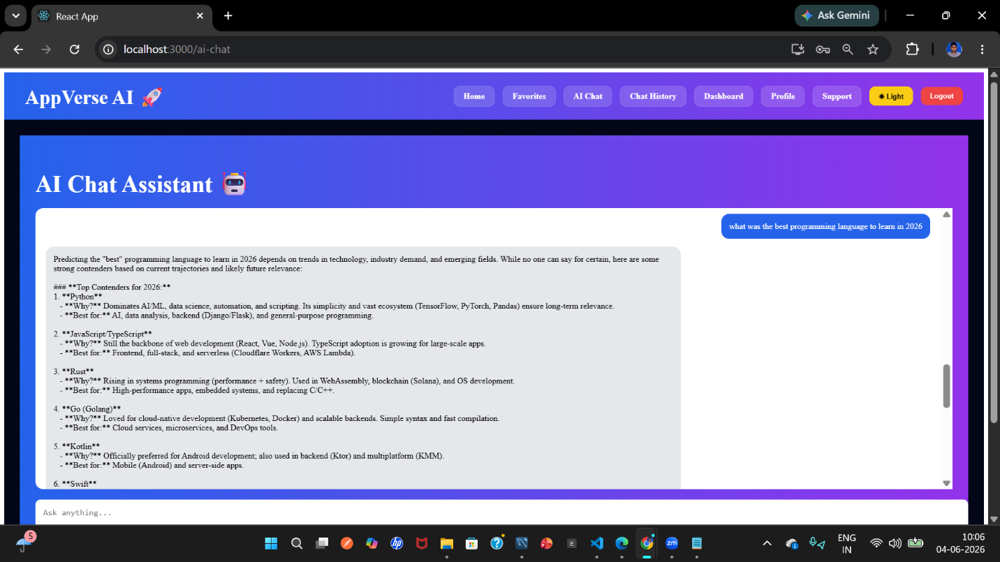 React App
Ask Gemini
localhost:3000/ai-chat
AppVerse AI 🚀
Home
Favorites
AI Chat
Chat History
Dashboard
Profile
Support
☀ Light
Logout
AI Chat Assistant 🤖
what was the best programming language to learn in 2026
Predicting the "best" programming language to learn in 2026 depends on trends in technology, industry demand, and emerging fields. While no one can say for certain, here are some
strong contenders based on current trajectories and likely future relevance:
### **Top Contenders for 2026:**
1. **Python**
- **Why?** Dominates AI/ML, data science, automation, and scripting. Its simplicity and vast ecosystem (TensorFlow, PyTorch, Pandas) ensure long-term relevance.
- **Best for:** AI, data analysis, backend (Django/Flask), and general-purpose programming.
2. **JavaScript/TypeScript**
- **Why?** Still the backbone of web development (React, Vue, Node.js). TypeScript adoption is growing for large-scale apps.
- **Best for:** Frontend, full-stack, and serverless (Cloudflare Workers, AWS Lambda).
3. **Rust**
- **Why?** Rising in systems programming (performance + safety). Used in WebAssembly, blockchain (Solana), and OS development.
- **Best for:** High-performance apps, embedded systems, and replacing C/C++.
4. **Go (Golang)**
- **Why?** Loved for cloud-native development (Kubernetes, Docker) and scalable backends. Simple syntax and fast compilation.
- **Best for:** Cloud services, microservices, and DevOps tools.
5. **Kotlin**
- **Why?** Officially preferred for Android development; also used in backend (Ktor) and multiplatform (KMM).
- **Best for:** Mobile (Android) and server-side apps.
6. **Swift**
Ask anything...
5
hp
E
zm
ENG
IN
10:06
04-06-2026